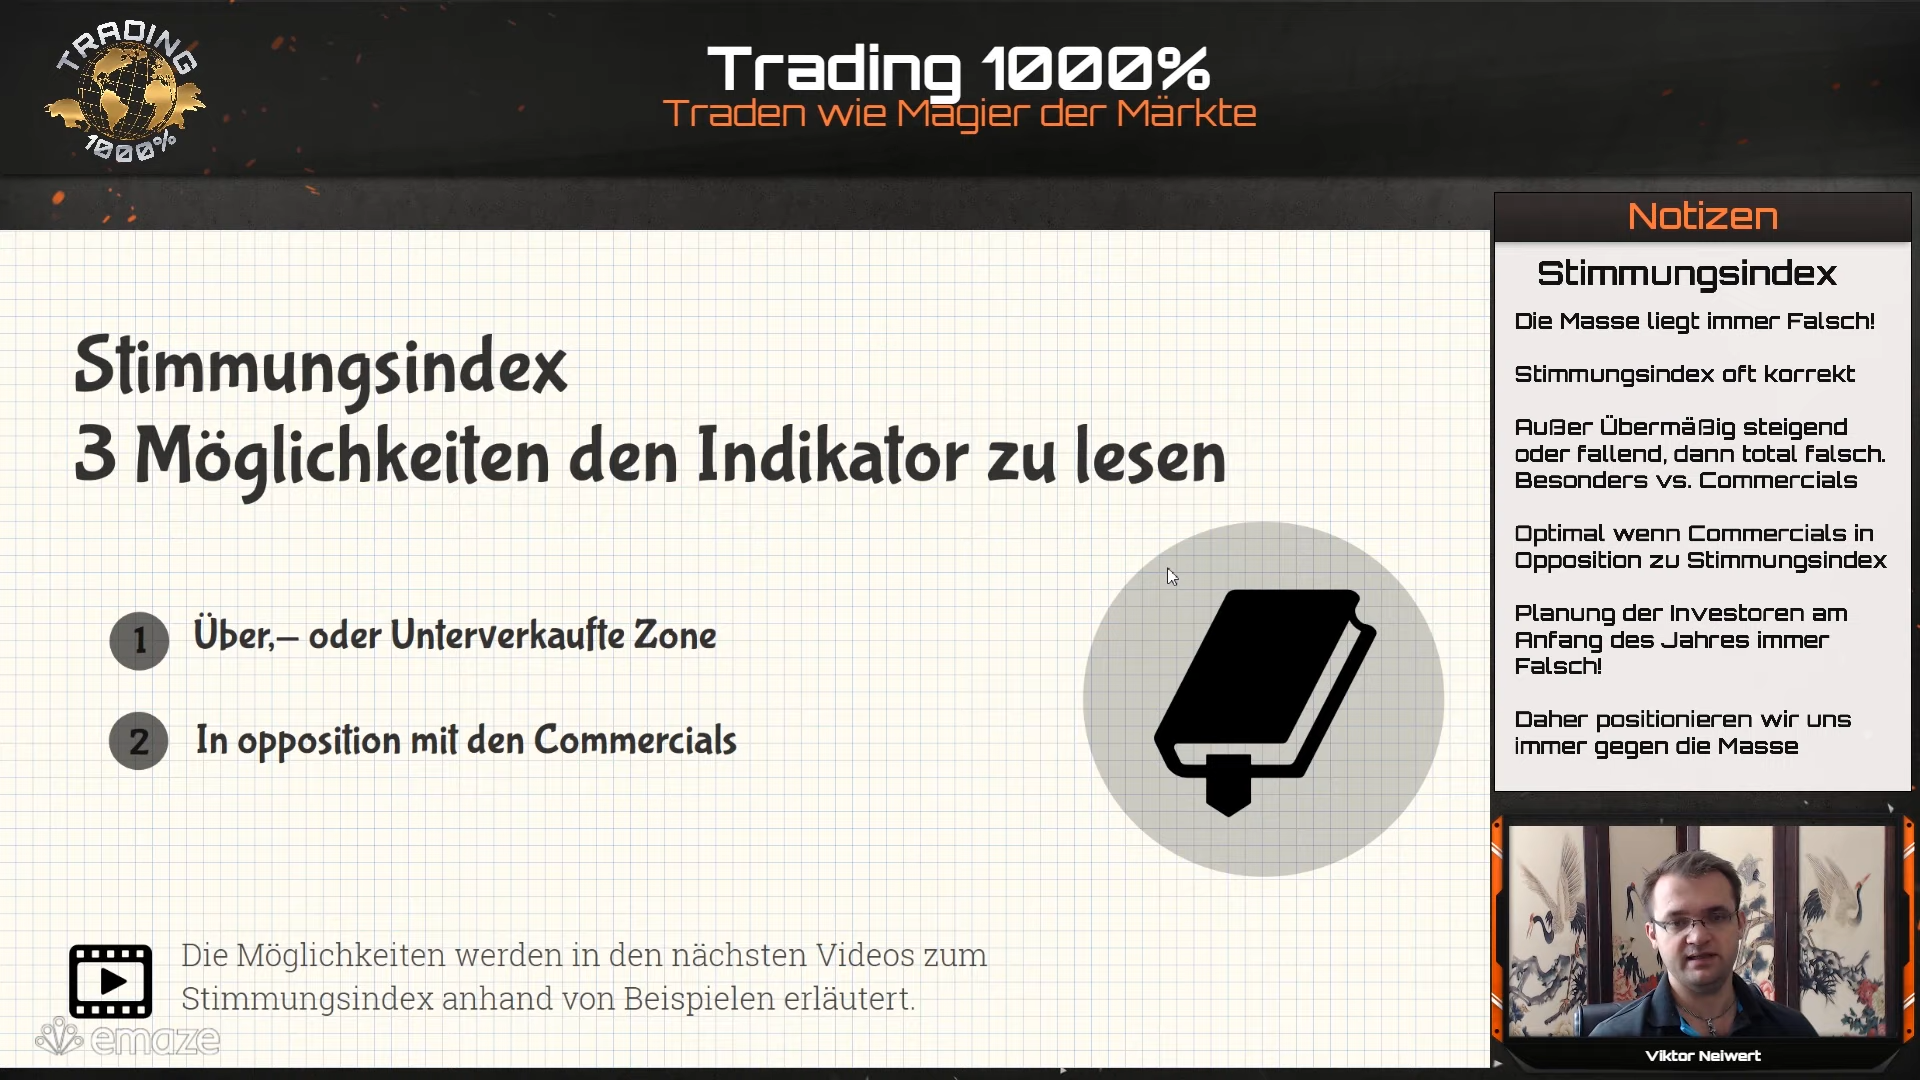 TRADING
1000%
Trading 1000%
Traden wie Magier der Märkte
Stimmungsindex
3 Möglichkeiten den Indikator zu lesen
1 Über,– oder Unterverkaufte Zone
2 In opposition mit den Commercials
Die Möglichkeiten werden in den nächsten Videos zum
Stimmungsindex anhand von Beispielen erläutert.
emaze
Notizen
Stimmungsindex
Die Masse liegt immer Falsch!
Stimmungsindex oft korrekt
Außer Übermäßig steigend
oder fallend, dann total falsch.
Besonders vs. Commercials
Optimal wenn Commercials in
Opposition zu Stimmungsindex
Planung der Investoren am
Anfang des Jahres immer
Falsch!
Daher positionieren wir uns
immer gegen die Masse
Viktor Neiwert